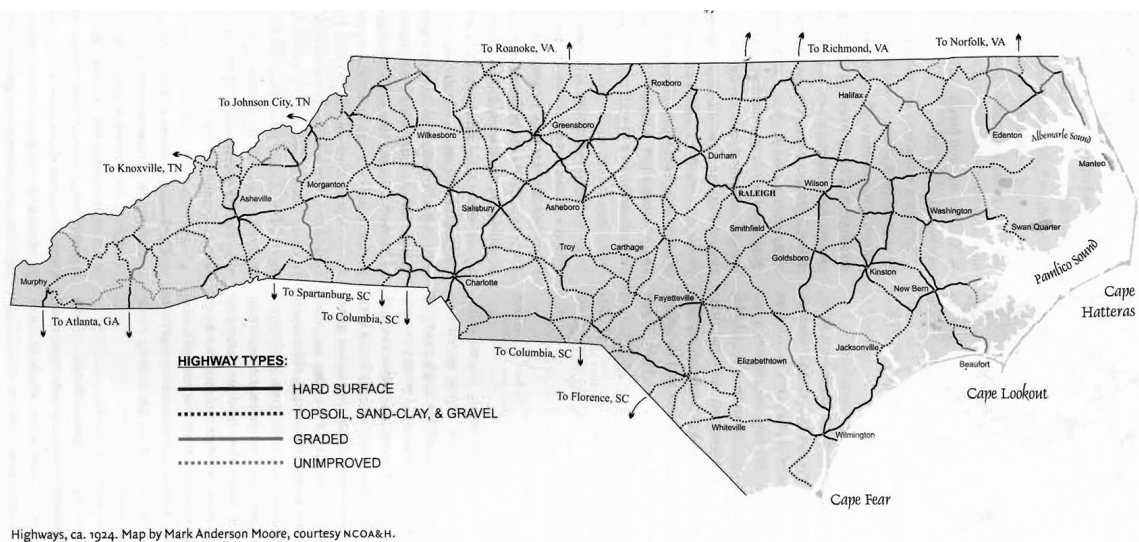 To Roanoke, VA
To Richmond, VA
To Norfolk, VA
To Johnson City, TN
To Knoxville, TN
Roxboro
Halifax
Wilkesboro
Greensboro
Edenton
Albemarle Sound
Durham
Manteo
Morganton
Asheville
RALEIGH
Wilson
Salisbury
Asheboro
Washington
Smithfield
Swan Quarter
Troy
Carthage
Goldsboro
Kinston
Pamlico Sound
Murphy
Charlotte
New Bern
Cape
Hatteras
To Spartanburg, SC
Fayetteville
To Atlanta, GA
To Columbia, SC
Jacksonville
To Columbia, SC
Elizabethtown
Beaufort
HIGHWAY TYPES:
HARD SURFACE
TOPSOIL, SAND-CLAY, & GRAVEL
GRADED
UNIMPROVED
Cape Lookout
To Florence, SC
Whiteville
Wilmington
Cape Fear
Highways, ca. 1924. Map by Mark Anderson Moore, courtesy NCOA&H.